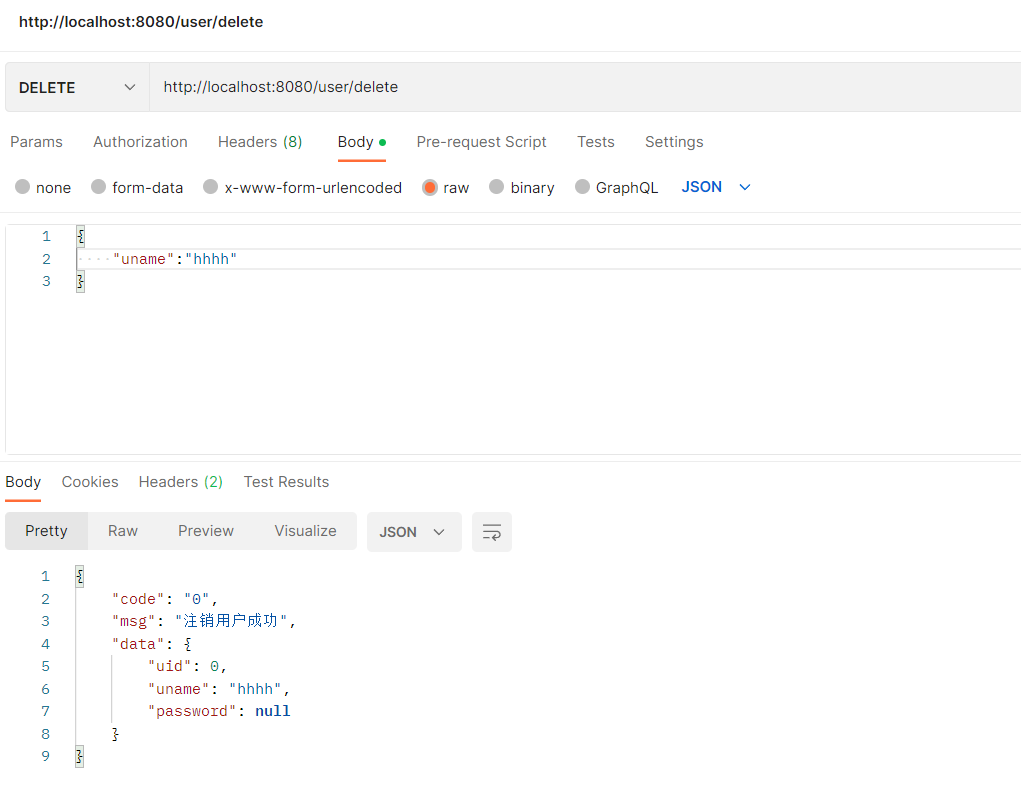 http://localhost:8080/user/delete
DELETE http://localhost:8080/user/delete
Params Authorization Headers (8) Body Pre-request Script Tests Settings
none form-data x-www-form-urlencoded raw binary GraphQL JSON
1 {
2 ····"uname":"hhhh"
3 }
Body Cookies Headers (2) Test Results
Pretty Raw Preview Visualize JSON
1 {
2 "code": "0",
3 "msg": "注销用户成功",
4 "data": {
5 "uid": 0,
6 "uname": "hhhh",
7 "password": null
8 }
9 }